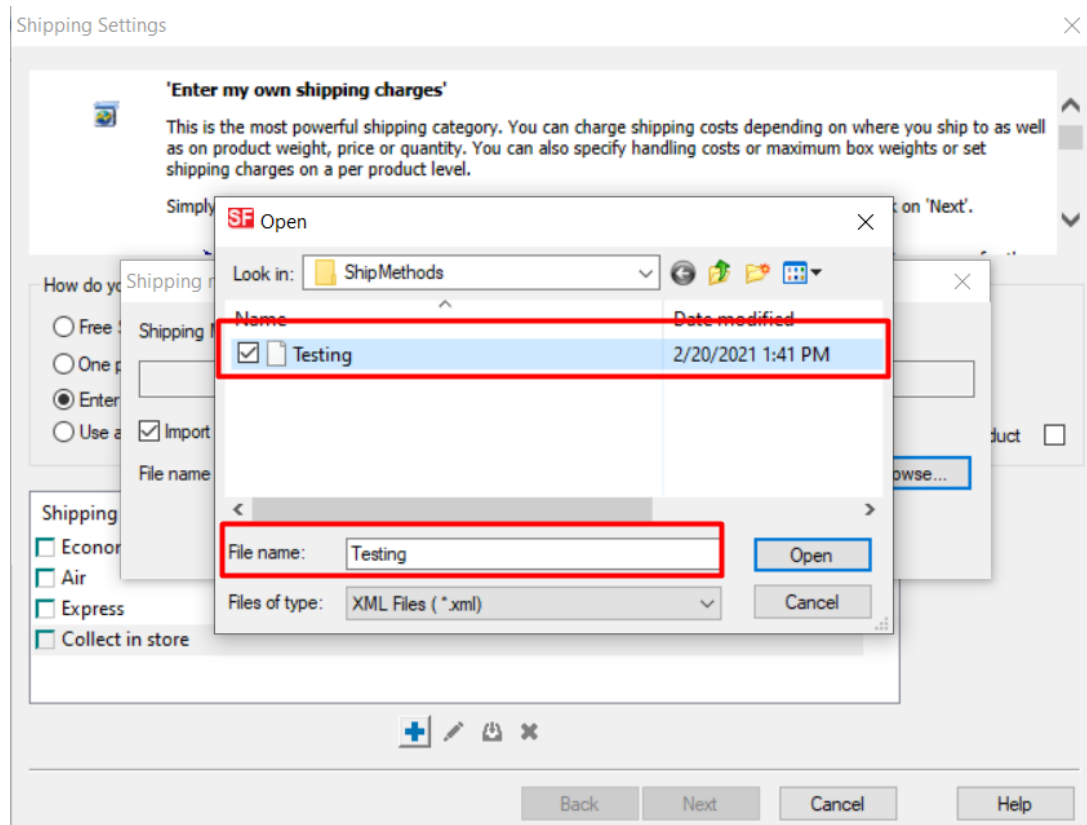 Shipping Settings
'Enter my own shipping charges'
This is the most powerful shipping category. You can charge shipping costs depending on where you ship to as well
as on product weight, price or quantity. You can also specify handling costs or maximum box weights or set
shipping charges on a per product level.
Simply
on 'Next'.
SF Open
Look in: ShipMethods
Name Date modified
Testing 2/20/2021 1:41 PM
File name: Testing
Open
Files of type: XML Files ( *.xml)
Cancel
Shipping
How do
Free
Shipping
One
Enter
Use
Import
File name
Shipping
Air
Express
Collect in store
Back Next Cancel Help